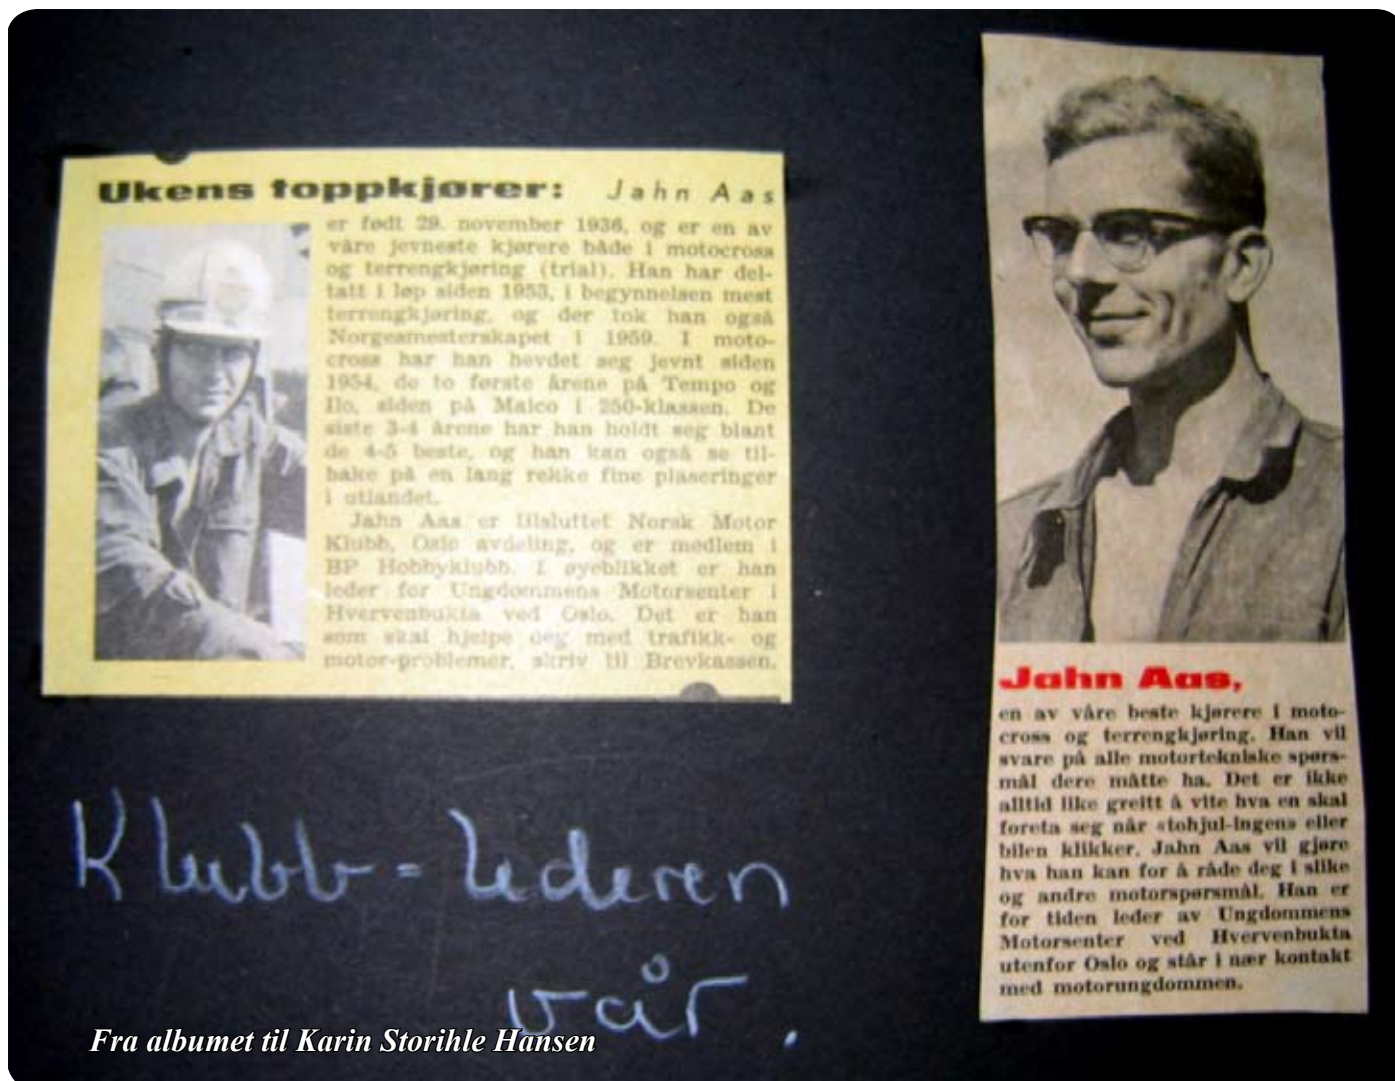 Ukens toppkjører: Jahn Aas
er født 29. november 1936, og er en av
våre jevneste kjørere både i motocross
og terrengkjøring (trial). Han har del-
tatt i løp siden 1953, i begynnelsen mest
terrengkjøring, og der tok han også
Norgesmesterskapet i 1959. I moto-
cross har han hevdet seg jevnt siden
1954, de to første årene på Tempo og
Ilo, siden på Maico i 250-klassen. De
siste 3-4 årene har han holdt seg blant
de 4-5 beste, og han kan også se til-
bake på en lang rekke fine plaseringer
i utlandet.
Jahn Aas er tilsluttet Norsk Motor
Klubb, Oslo avdeling, og er medlem i
BP Hobbyklubb. I øyeblikket er han
leder for Ungdommens Motorsenter i
Hvervenbukta ved Oslo. Det er han
som skal hjelpe deg med trafikk- og
motor-problemer, skriv til Brevkassen.
Jahn Aas,
en av våre beste kjørere i moto-
cross og terrengkjøring. Han vil
svare på alle motortekniske spørs-
mål dere måtte ha. Det er ikke
alltid like greitt å vite hva en skal
foreta seg når «tohjul-ingen» eller
bilen klikker. Jahn Aas vil gjøre
hva han kan for å råde deg i slike
og andre motorspørsmål. Han er
for tiden leder av Ungdommens
Motorsenter ved Hvervenbukta
utenfor Oslo og står i nær kontakt
med motorungdommen.
Klubb=lederen
vår.
Fra albumet til Karin Storihle Hansen